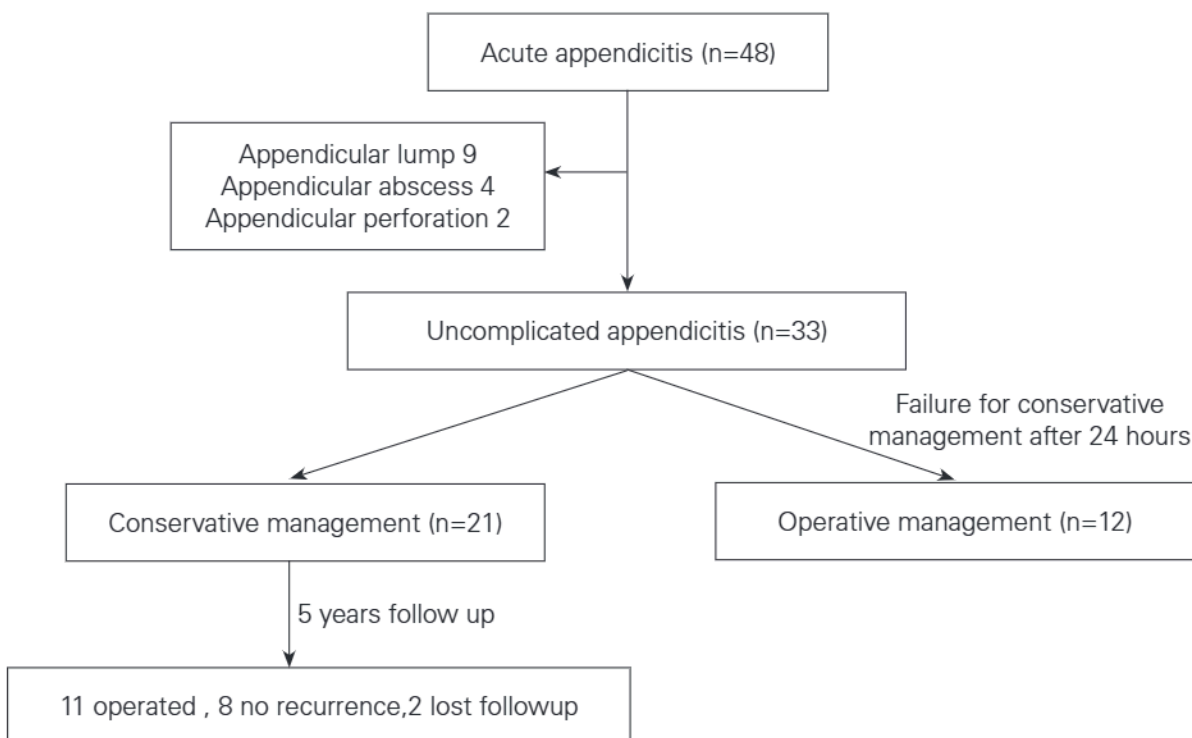 Acute appendicitis (n=48)
Appendicular lump 9
Appendicular abscess 4
Appendicular perforation 2
Uncomplicated appendicitis (n=33)
Failure for conservative
management after 24 hours
Conservative management (n=21)
Operative management (n=12)
5 years follow up
11 operated , 8 no recurrence,2 lost followup